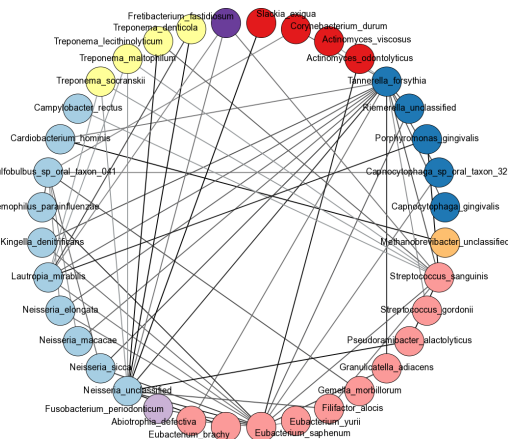 Fretibacterium_fastidiosum
Slackia_exigua
Treponema_denticola
Corynebacterium_durum
Treponema_lecithinolyticum
Actinomyces_viscosus
Treponema_maltophilum
Actinomyces_odontolyticus
Treponema_socranskii
Tannerella_forsythia
Campylobacter_rectus
Riemerella_unclassified
Cardiobacterium_hominis
Porphyromonas_gingivalis
ulfobulbus_sp_oral_taxon_041
Capnocytophaga_sp_oral_taxon_32
emophilus_parainfluenzae
Capnocytophaga_gingivalis
Kingella_denitrificans
Methanobrevibacter_unclassified
Lautropia_mirabilis
Streptococcus_sanguinis
Neisseria_elongata
Streptococcus_gordonii
Neisseria_macacae
Pseudoramibacter_alactolyticus
Neisseria_sicca
Granulicatella_adiacens
Neisseria_unclassified
Gemella_morbillorum
Fusobacterium_periodonticum
Filifactor_alocis
Abiotrophia_defectiva
Eubacterium_yurii
Eubacterium_brachy
Eubacterium_saphenum